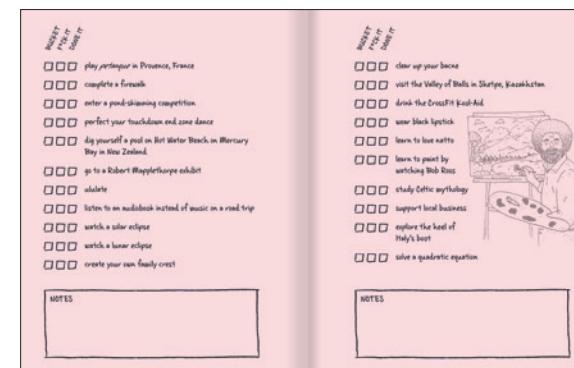 BUCKET
F*CK IT
DONE IT
play pétanque in Provence, France
complete a firewalk
enter a pond-skimming competition
perfect your touchdown end zone dance
dig yourself a pool on Hot Water Beach on Mercury
Bay in New Zealand
go to a Robert Mapplethorpe exhibit
ululate
listen to an audiobook instead of music on a road trip
watch a solar eclipse
watch a lunar eclipse
create your own family crest
NOTES
BUCKET
F*CK IT
DONE IT
clear up your bacne
visit the Valley of Balls in Shetpe, Kazakhstan
drink the CrossFit Kool-Aid
wear black lipstick
learn to love natto
learn to paint by
watching Bob Ross
study Celtic mythology
support local business
explore the heel of
Italy's boot
solve a quadratic equation
NOTES